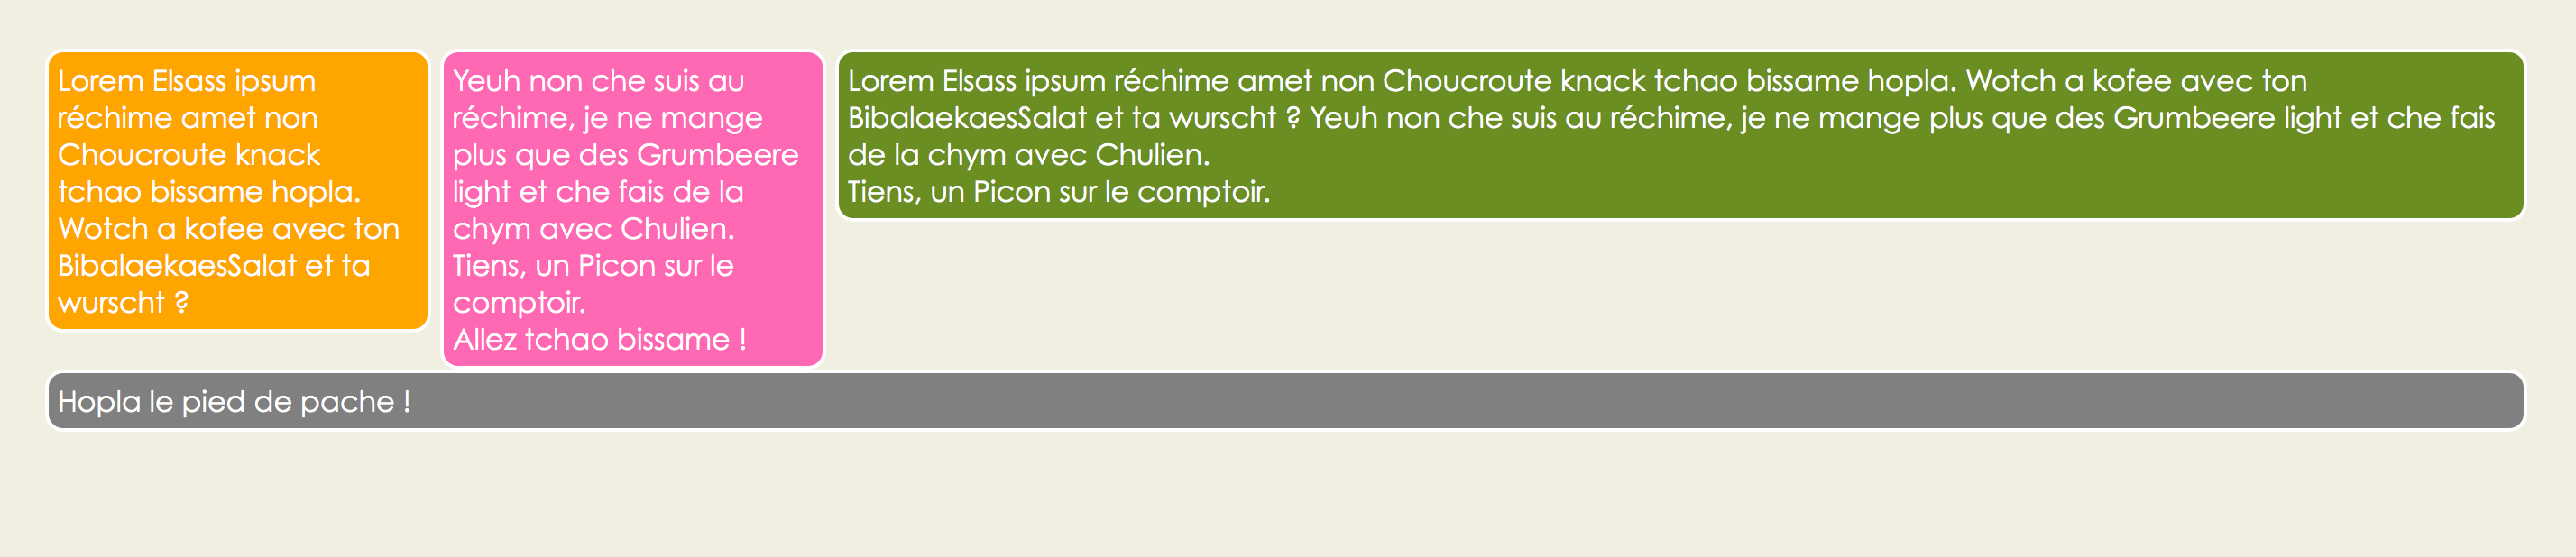 Lorem Elsass ipsum
réchime amet non
Choucroute knack
tchao bissame hopla.
Wotch a kofee avec ton
BibalaekaesSalat et ta
wurscht ?
Yeuh non che suis au
réchime, je ne mange
plus que des Grumbeere
light et che fais de la
chym avec Chulien.
Tiens, un Picon sur le
comptoir.
Allez tchao bissame !
Lorem Elsass ipsum réchime amet non Choucroute knack tchao bissame hopla. Wotch a kofee avec ton
BibalaekaesSalat et ta wurscht ? Yeuh non che suis au réchime, je ne mange plus que des Grumbeere light et che fais
de la chym avec Chulien.
Tiens, un Picon sur le comptoir.
Hopla le pied de pache !